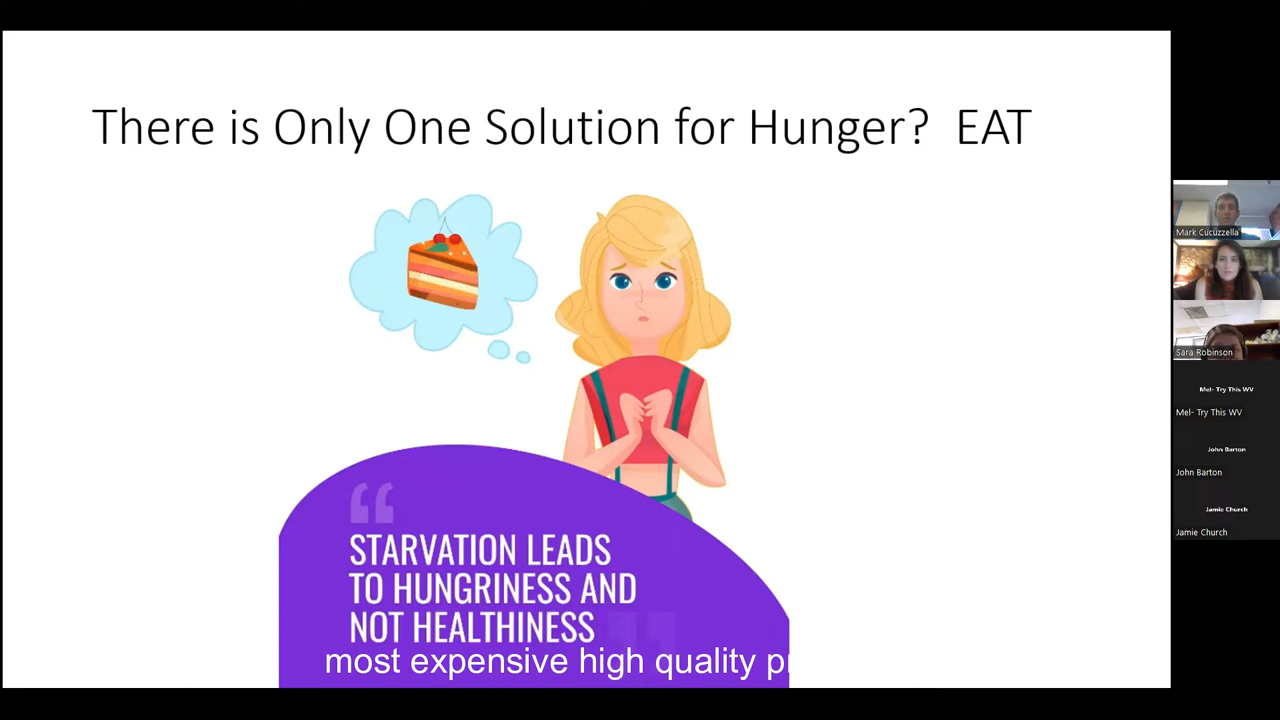 There is Only One Solution for Hunger? EAT
“
STARVATION LEADS
TO HUNGRINESS AND
NOT HEALTHINESS
”
most expensive high quality
Mark Cucuzzella
Sara Robinson
Mel- Try This WV
Mel- Try This WV
John Barton
John Barton
Jamie Church
Jamie Church